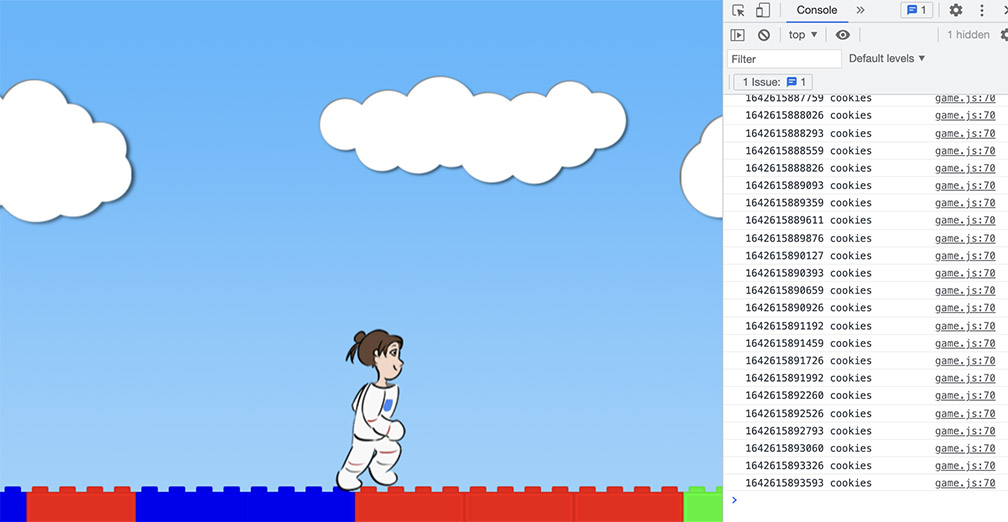 Console » 1
top ▼ 1 hidden
Filter Default levels ▼
1 Issue: 1
1642615887759 cookies game.js:70
1642615888026 cookies game.js:70
1642615888293 cookies game.js:70
1642615888559 cookies game.js:70
1642615888826 cookies game.js:70
1642615889093 cookies game.js:70
1642615889359 cookies game.js:70
1642615889611 cookies game.js:70
1642615889876 cookies game.js:70
1642615890127 cookies game.js:70
1642615890393 cookies game.js:70
1642615890659 cookies game.js:70
1642615890926 cookies game.js:70
1642615891192 cookies game.js:70
1642615891459 cookies game.js:70
1642615891726 cookies game.js:70
1642615891992 cookies game.js:70
1642615892260 cookies game.js:70
1642615892526 cookies game.js:70
1642615892793 cookies game.js:70
1642615893060 cookies game.js:70
1642615893326 cookies game.js:70
1642615893593 cookies game.js:70